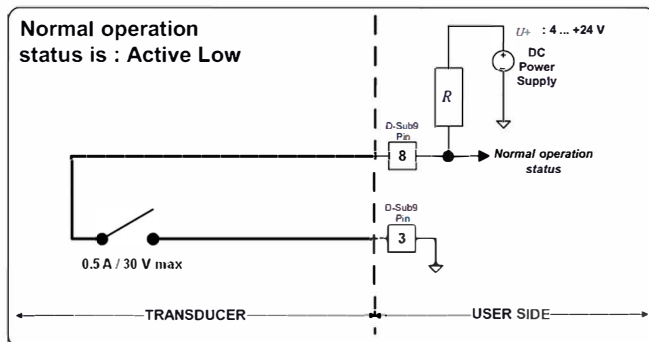 Normal operation
status is : Active Low
U+ : 4 ... +24 V
DC
Power
Supply
R
D-Sub9
Pin
8
Normal operation
status
D-Sub9
Pin
3
0.5 A / 30 V max
TRANSDUCER
USER SIDE